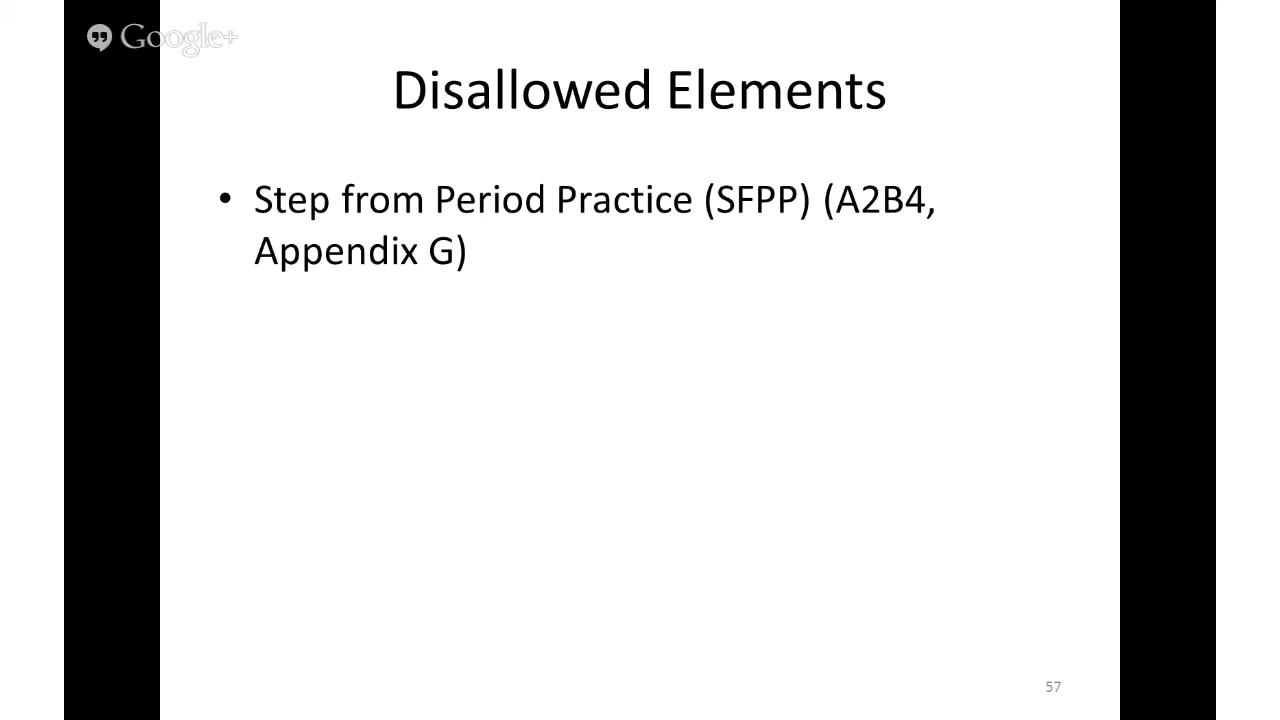 Google+
Disallowed Elements
• Step from Period Practice (SFPP) (A2B4,
Appendix G)
57